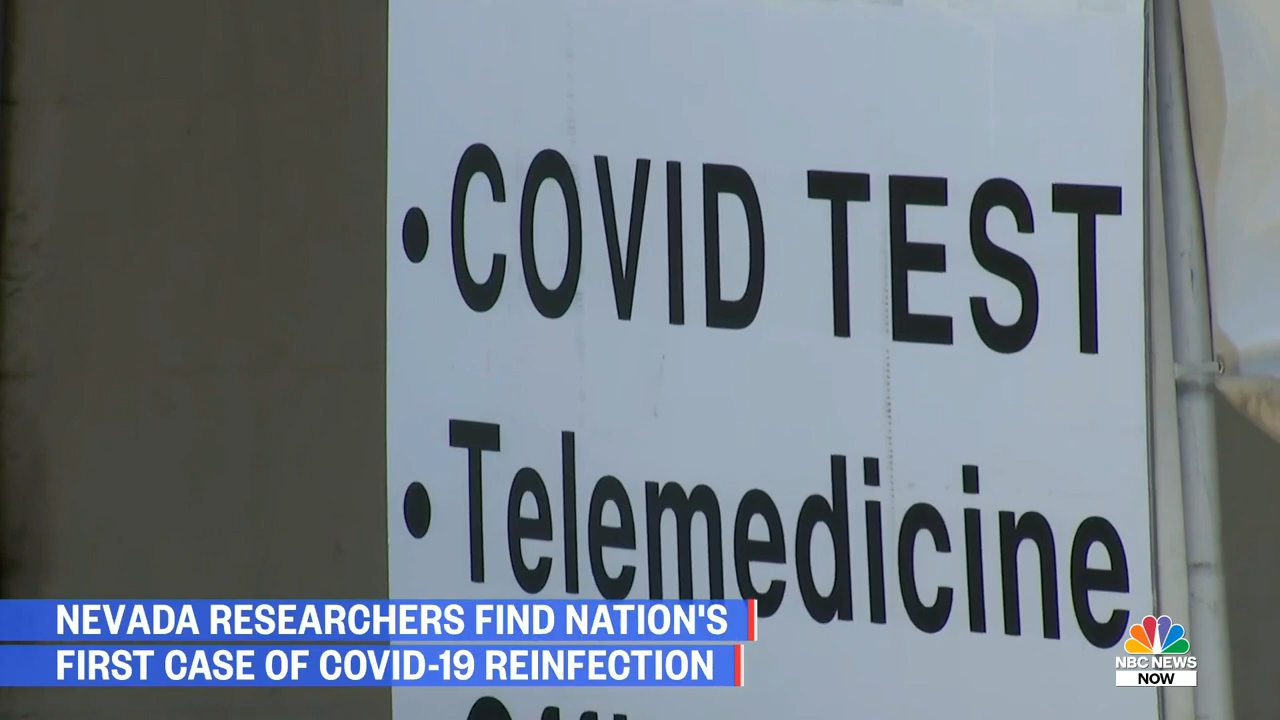 •COVID TEST
•Telemedicine
NEVADA RESEARCHERS FIND NATION'S
FIRST CASE OF COVID-19 REINFECTION
NBC NEWS
NOW